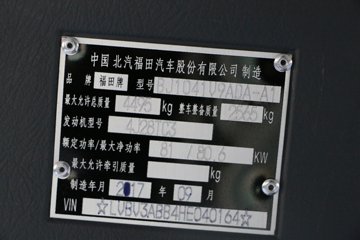 中国北汽福田汽车股份有限公司 制造
品 牌 福田牌 型号 BJ1041V9ADA-A1
最大允许总质量 4495 kg 整车整备质量 kg
发动机型号 4J28TC3
额定功率/最大净功率 81/80.6 KW
最大允许牵引质量 kg
制造年月 2017 年 09 月
VIN ☆LVBV3ABB4HE040164☆